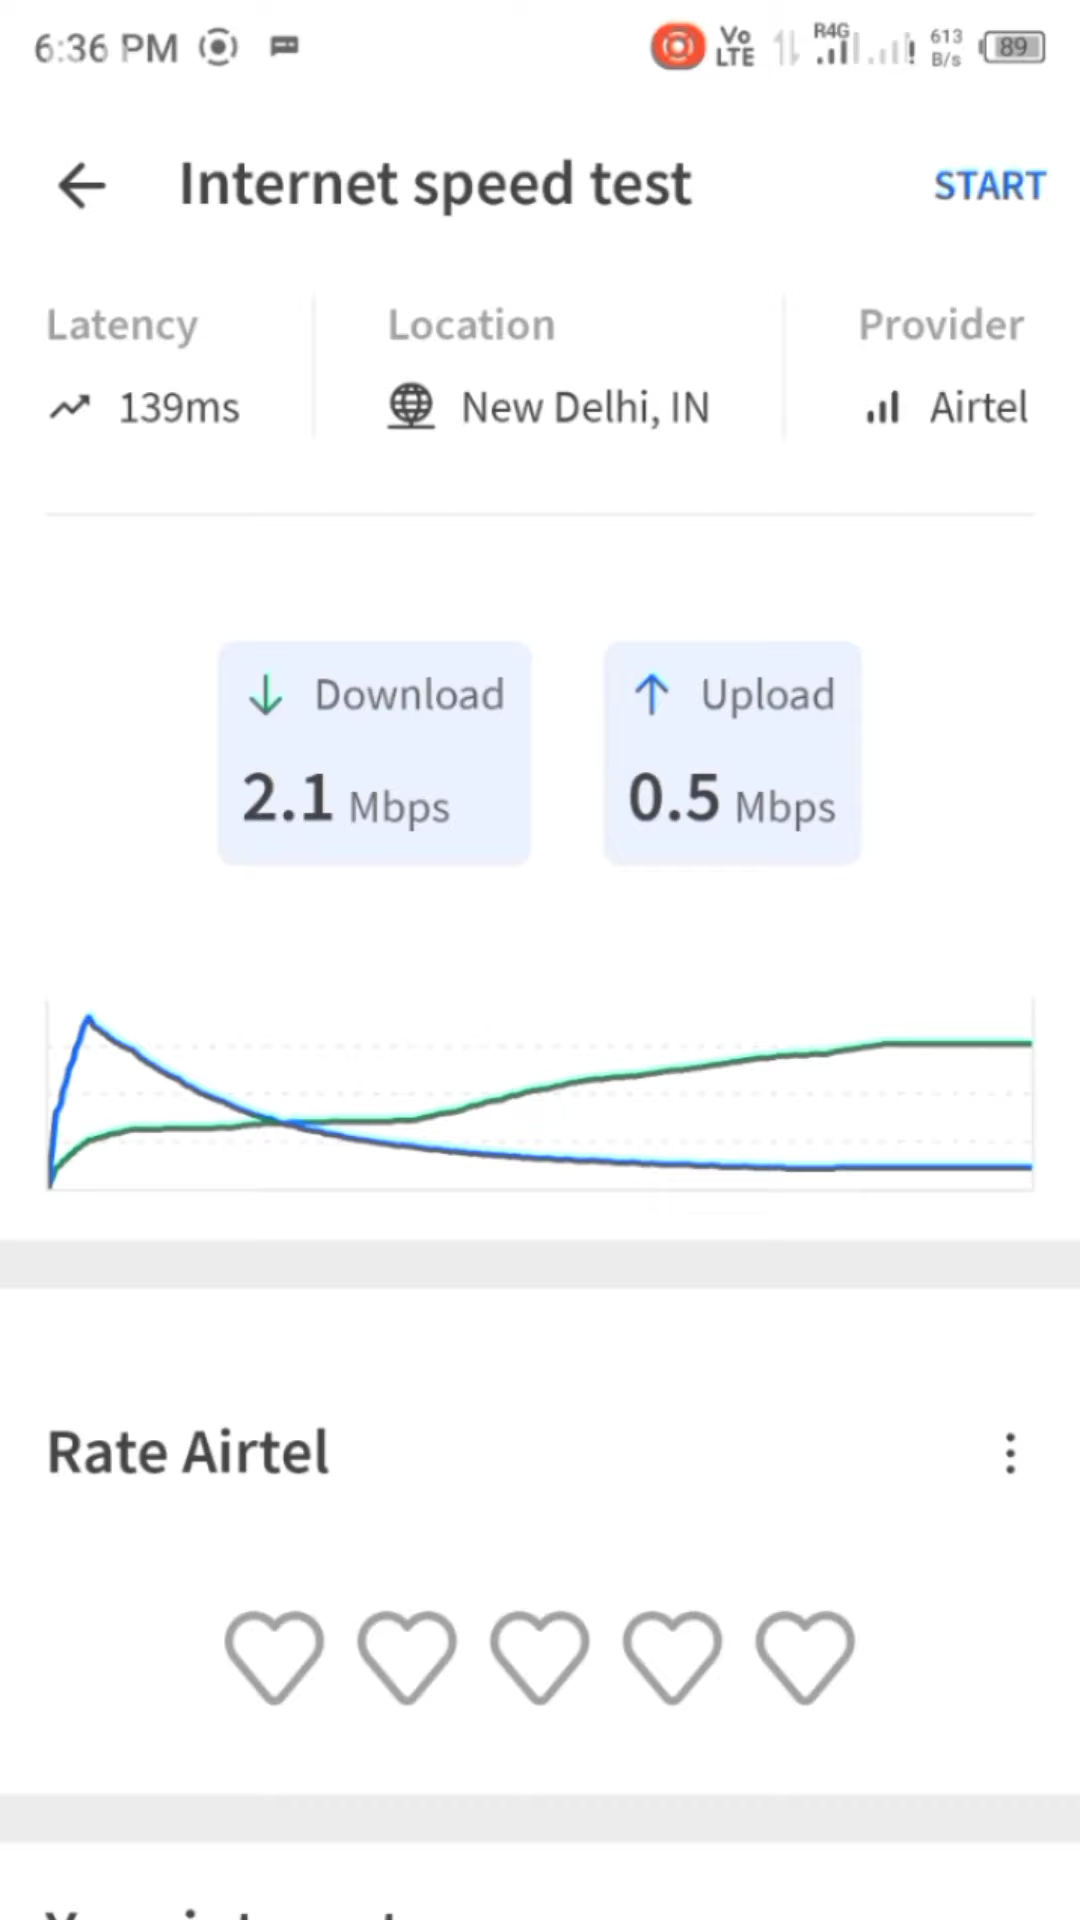 6:36 PM Vo LTE R4G 613 B/s 89
Internet speed test START
Latency Location Provider
139ms New Delhi, IN Airtel
Download Upload
2.1 Mbps 0.5 Mbps
Rate Airtel